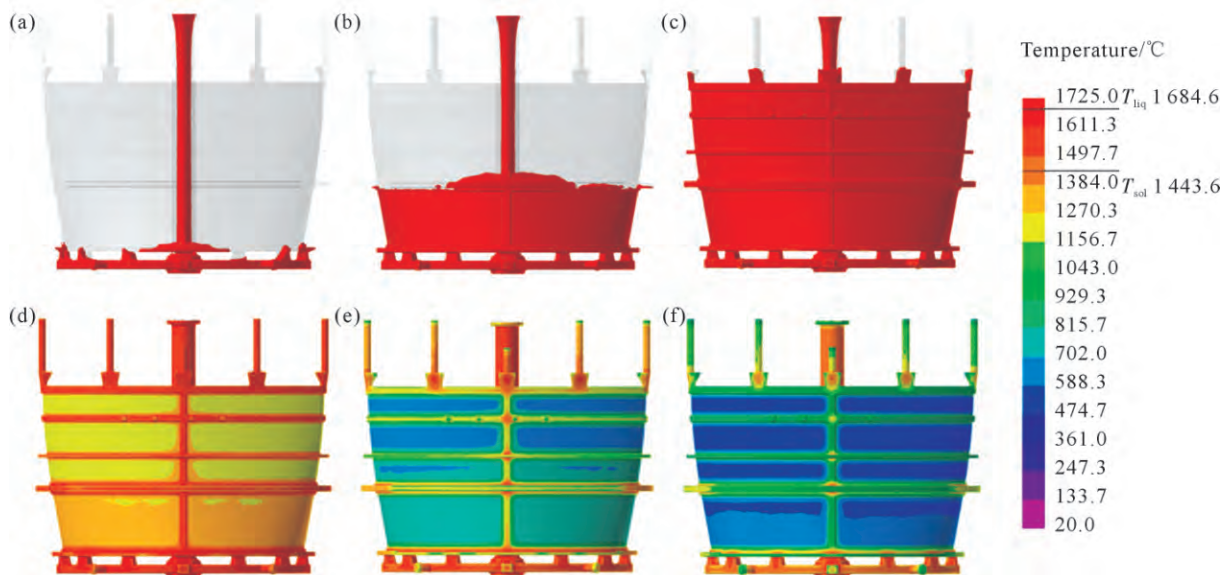 (a)
(b)
(c)
Temperature/℃
1725.0
T_liq 1 684.6
1611.3
1497.7
1384.0
T_sol 1 443.6
1270.3
1156.7
1043.0
929.3
815.7
702.0
588.3
474.7
361.0
247.3
133.7
20.0
(d)
(e)
(f)